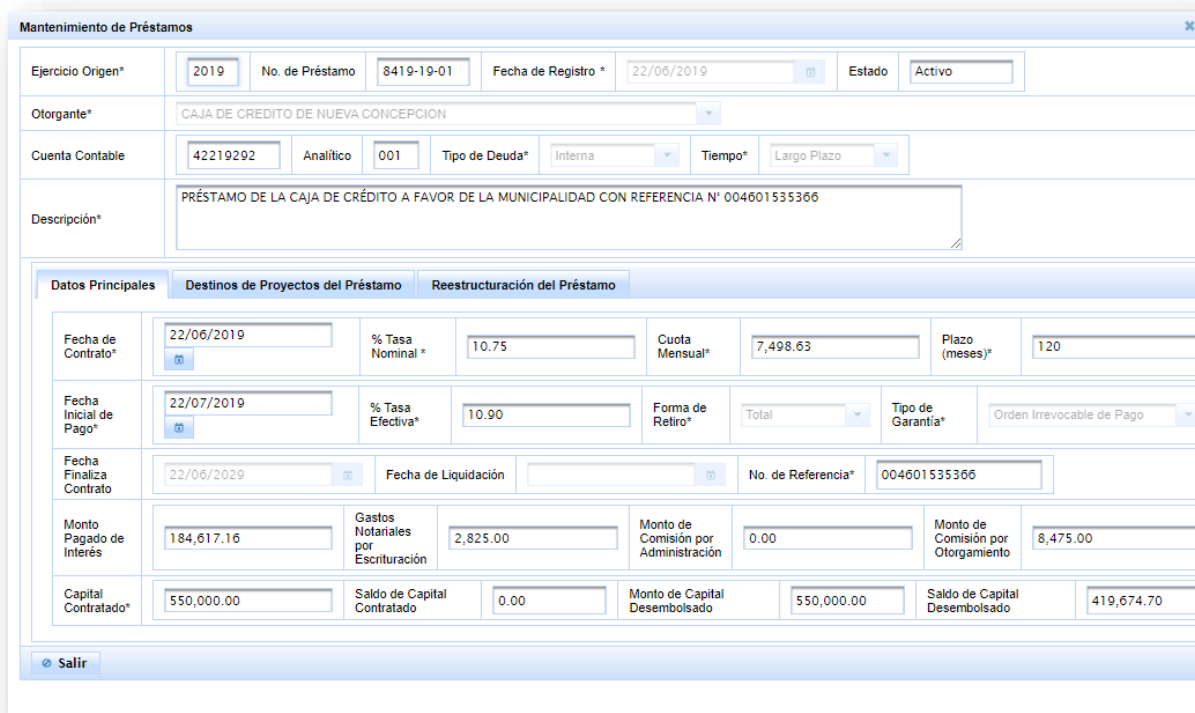 Mantenimiento de Préstamos
Ejercicio Origen* 2019 No. de Préstamo 8419-19-01 Fecha de Registro * 22/06/2019 Estado Activo
Otorgante* CAJA DE CREDITO DE NUEVA CONCEPCION
Cuenta Contable 42219292 Analítico 001 Tipo de Deuda* Interna Tiempo* Largo Plazo
Descripción* PRÉSTAMO DE LA CAJA DE CRÉDITO A FAVOR DE LA MUNICIPALIDAD CON REFERENCIA N° 004601535366
Datos Principales Destinos de Proyectos del Préstamo Reestructuración del Préstamo
Fecha de Contrato* 22/06/2019 % Tasa Nominal * 10.75 Cuota Mensual* 7,498.63 Plazo (meses)* 120
Fecha Inicial de Pago* 22/07/2019 % Tasa Efectiva* 10.90 Forma de Retiro* Total Tipo de Garantía* Orden Irrevocable de Pago
Fecha Finaliza Contrato 22/06/2029 Fecha de Liquidación No. de Referencia* 004601535366
Monto Pagado de Interés 184,617.16 Gastos Notariales por Escrituración 2,825.00 Monto de Comisión por Administración 0.00 Monto de Comisión por Otorgamiento 8,475.00
Capital Contratado* 550,000.00 Saldo de Capital Contratado 0.00 Monto de Capital Desembolsado 550,000.00 Saldo de Capital Desembolsado 419,674.70
Salir